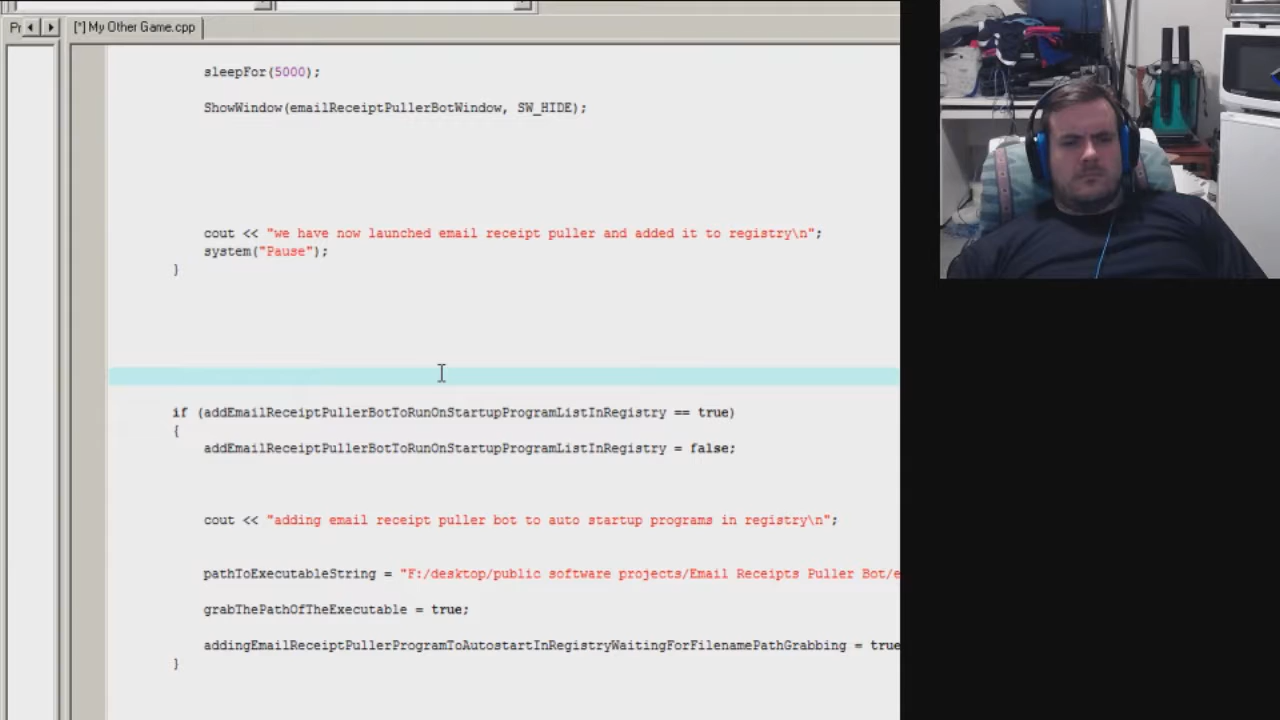 Pr
[*] My Other Game.cpp
sleepFor(5000);
ShowWindow(emailReceiptPullerBotWindow, SW_HIDE);
cout << "we have now launched email receipt puller and added it to registry\n";
system("Pause");
}
if (addEmailReceiptPullerBotToRunOnStartupProgramListInRegistry == true)
{
addEmailReceiptPullerBotToRunOnStartupProgramListInRegistry = false;
cout << "adding email receipt puller bot to auto startup programs in registry\n";
pathToExecutableString = "F:/desktop/public software projects/Email Receipts Puller Bot/e
grabThePathOfTheExecutable = true;
addingEmailReceiptPullerProgramToAutostartInRegistryWaitingForFilenamePathGrabbing = true
}